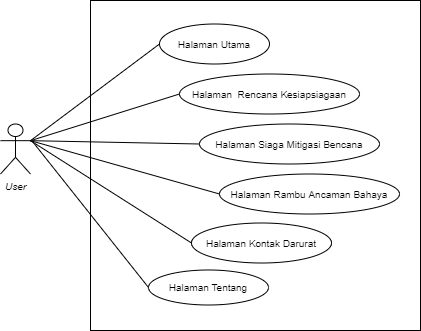 Halaman Utama
Halaman  Rencana Kesiapsiagaan
Halaman Siaga Mitigasi Bencana
User
Halaman Rambu Ancaman Bahaya
Halaman Kontak Darurat
Halaman Tentang